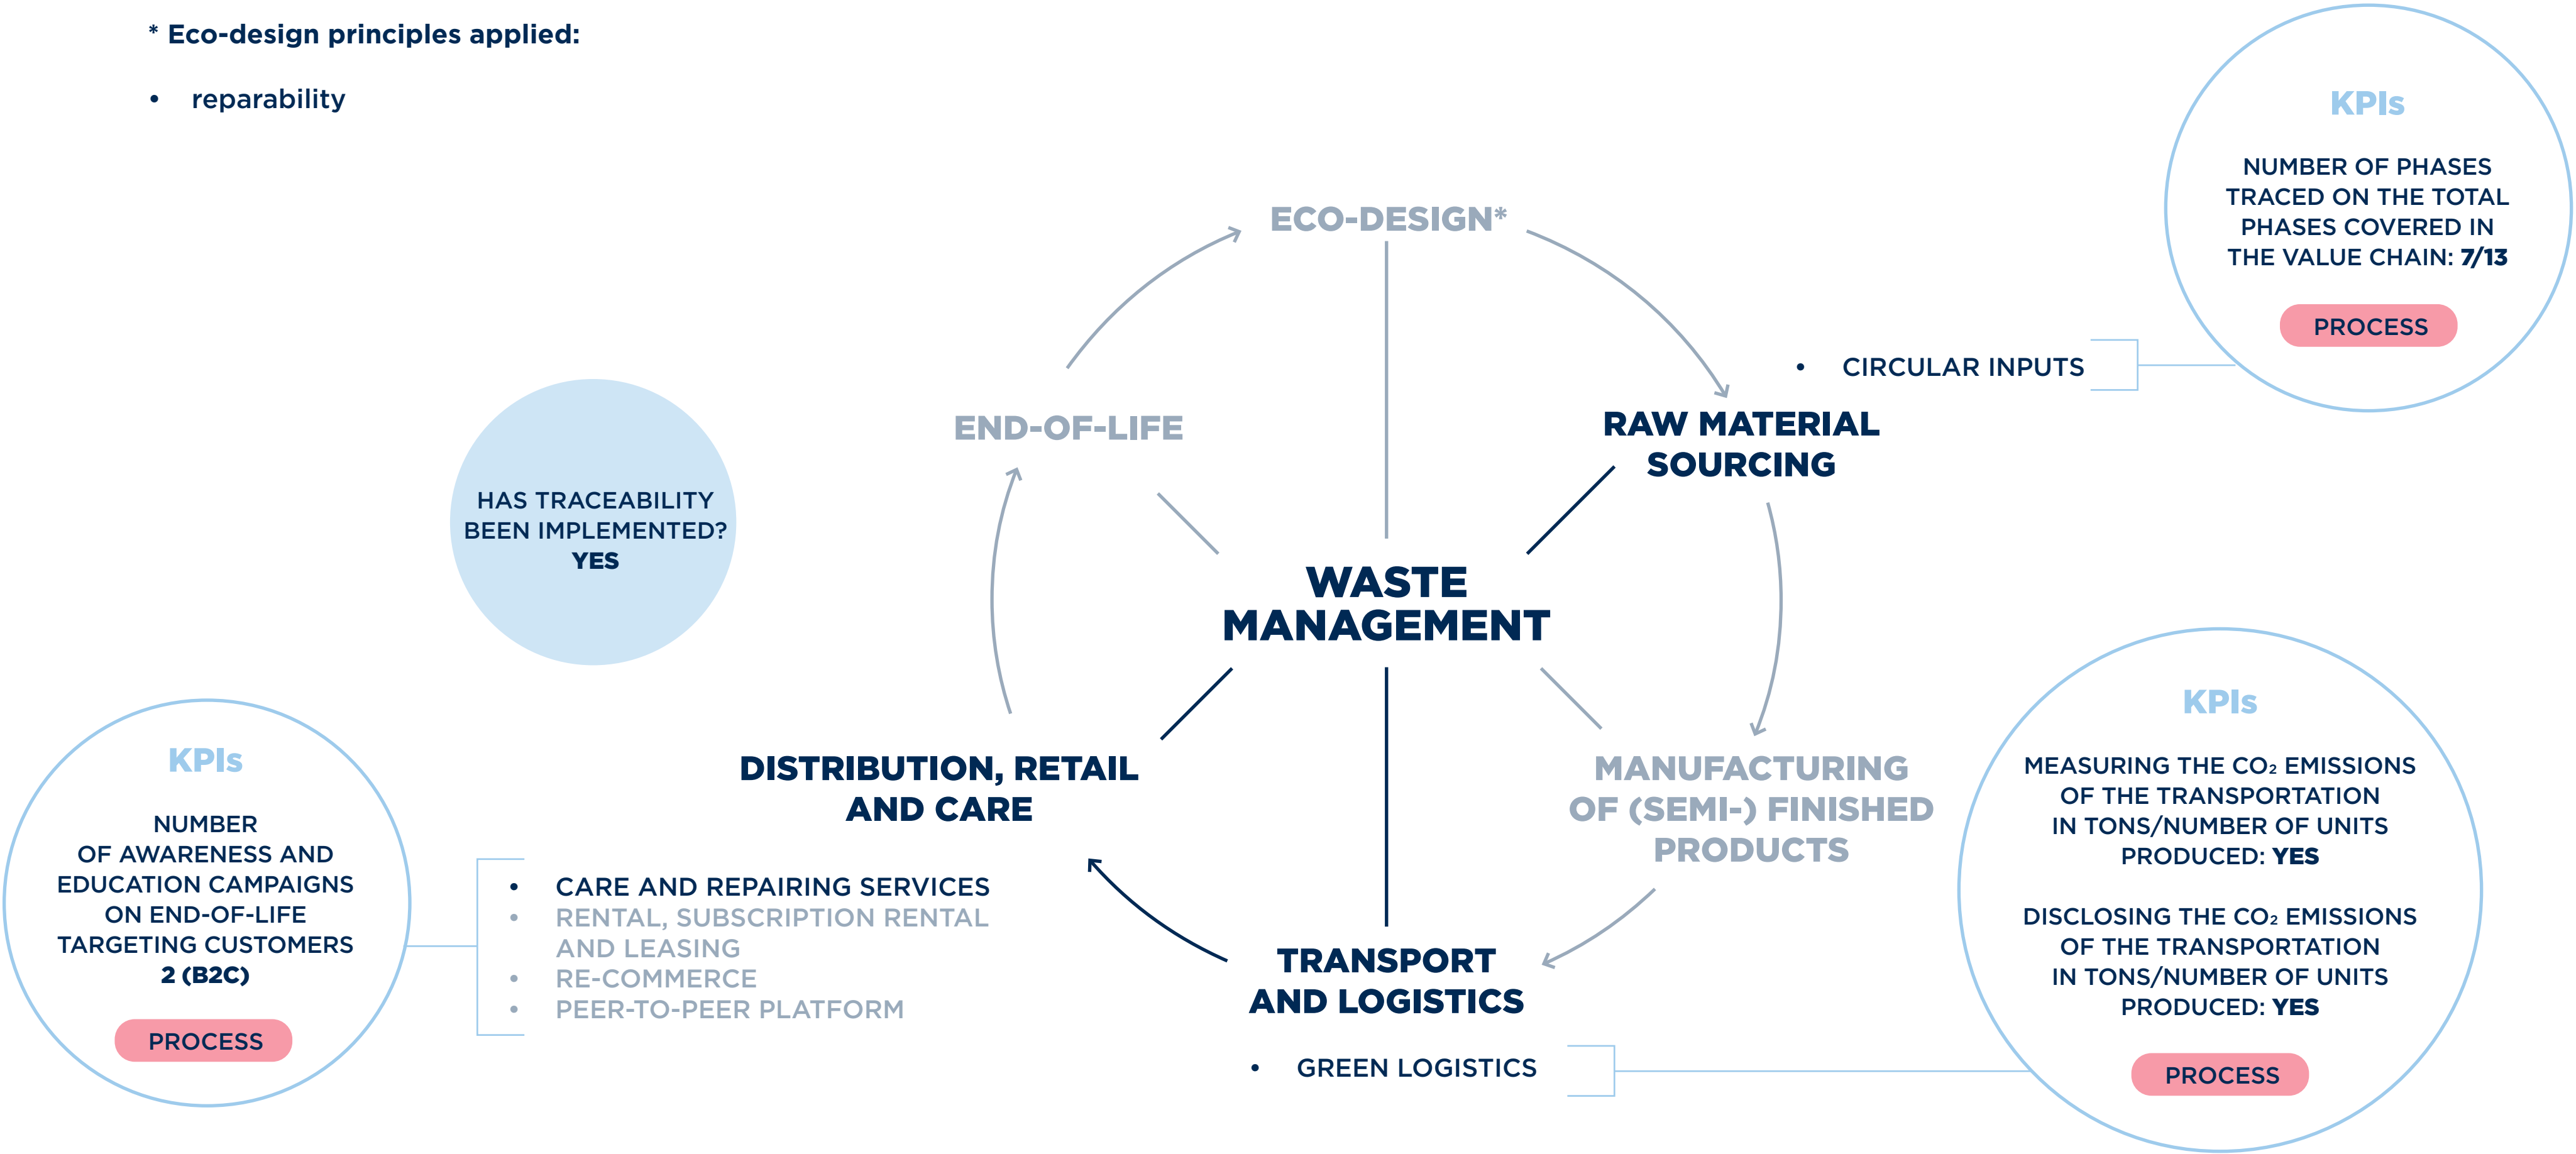 * Eco-design principles applied:
• reparability
KPIs
NUMBER OF PHASES
TRACED ON THE TOTAL
PHASES COVERED IN
THE VALUE CHAIN: 7/13
PROCESS
ECO-DESIGN*
• CIRCULAR INPUTS
RAW MATERIAL
SOURCING
END-OF-LIFE
HAS TRACEABILITY
BEEN IMPLEMENTED?
YES
WASTE
MANAGEMENT
DISTRIBUTION, RETAIL
AND CARE
MANUFACTURING
OF (SEMI-) FINISHED
PRODUCTS
KPIs
NUMBER
OF AWARENESS AND
EDUCATION CAMPAIGNS
ON END-OF-LIFE
TARGETING CUSTOMERS
2 (B2C)
PROCESS
• CARE AND REPAIRING SERVICES
• RENTAL, SUBSCRIPTION RENTAL
AND LEASING
• RE-COMMERCE
• PEER-TO-PEER PLATFORM
TRANSPORT
AND LOGISTICS
• GREEN LOGISTICS
KPIs
MEASURING THE CO₂ EMISSIONS
OF THE TRANSPORTATION
IN TONS/NUMBER OF UNITS
PRODUCED: YES
DISCLOSING THE CO₂ EMISSIONS
OF THE TRANSPORTATION
IN TONS/NUMBER OF UNITS
PRODUCED: YES
PROCESS